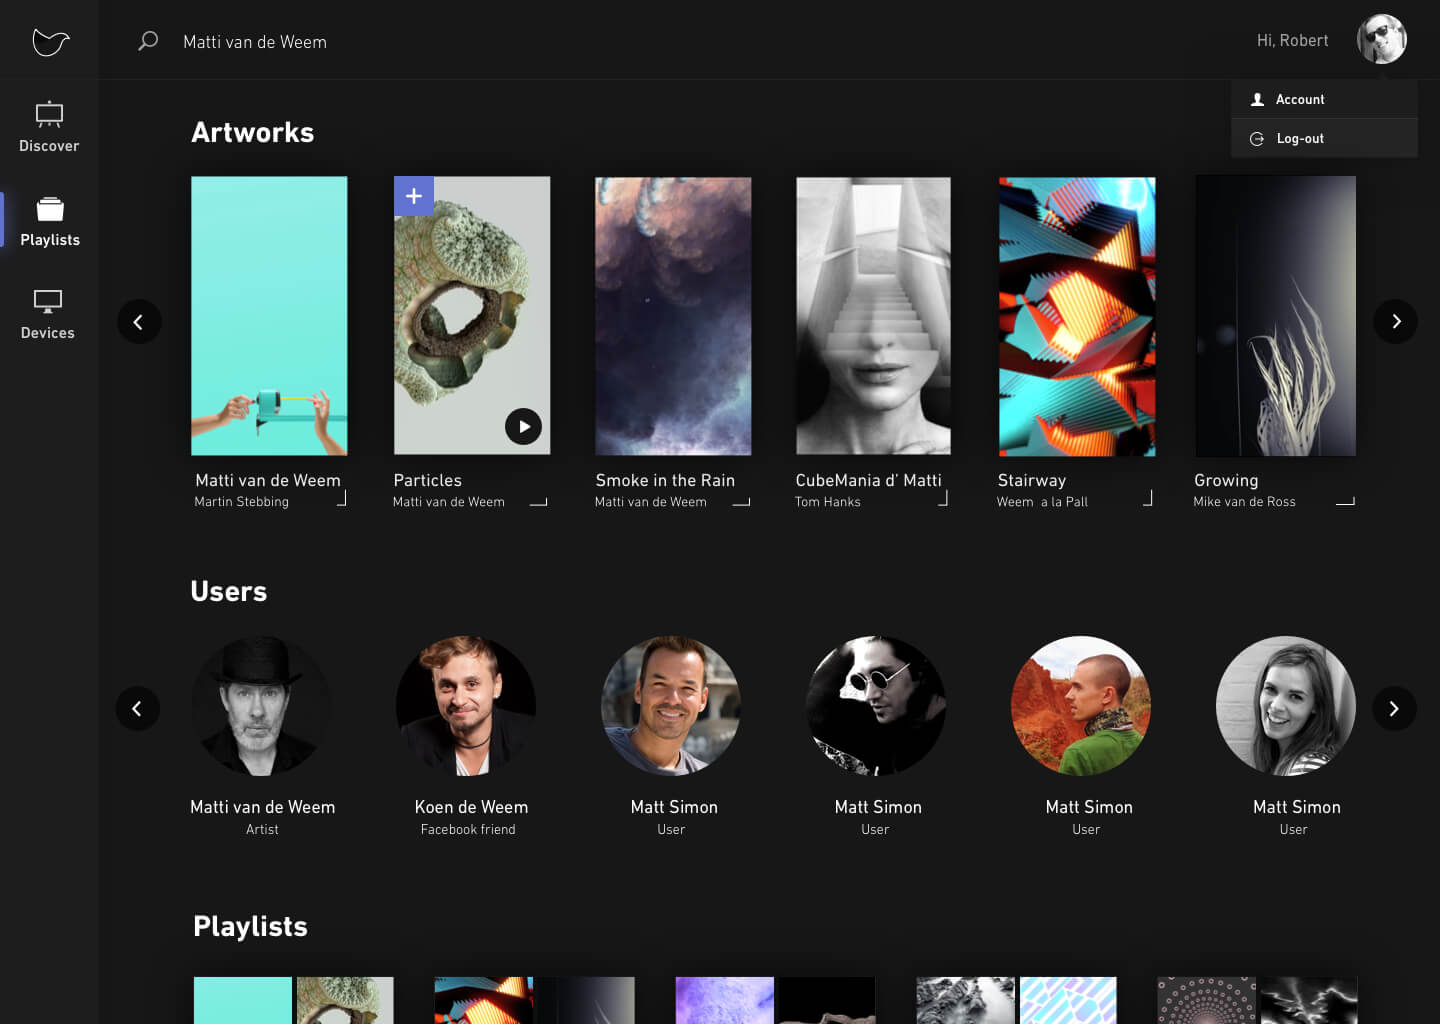 Matti van de Weem
Hi, Robert
Account
Log-out
Discover
Playlists
Devices
Artworks
Matti van de Weem
Martin Stebbing
Particles
Matti van de Weem
Smoke in the Rain
Matti van de Weem
CubeMania d' Matti
Tom Hanks
Stairway
Weem a la Pall
Growing
Mike van de Ross
Users
Matti van de Weem
Artist
Koen de Weem
Facebook friend
Matt Simon
User
Matt Simon
User
Matt Simon
User
Matt Simon
User
Playlists